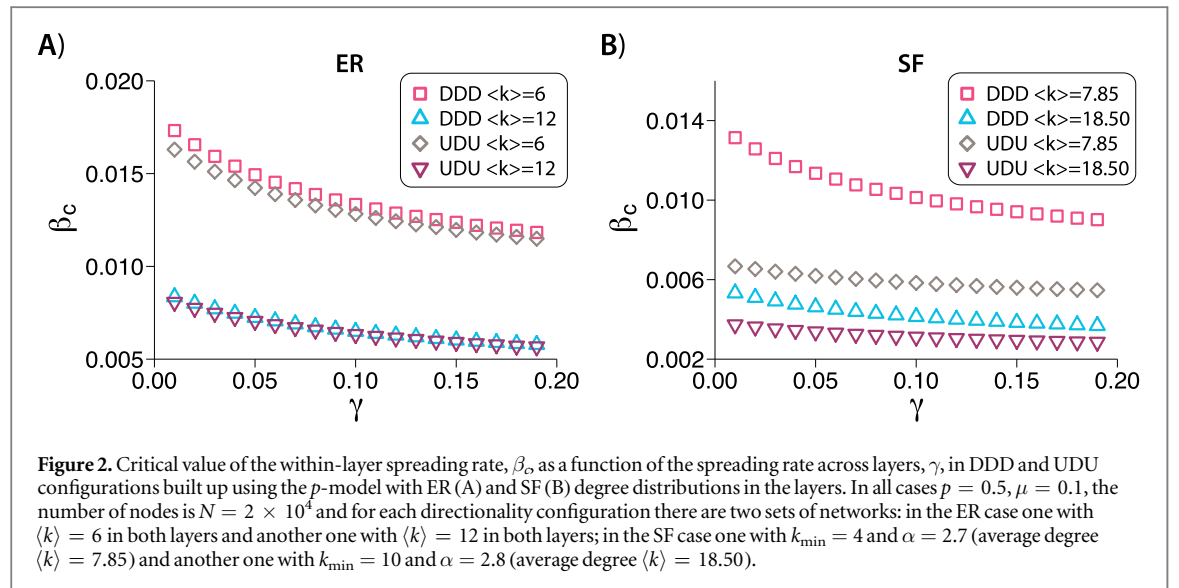 A)
ER
0.020
0.015
0.010
0.005
βc
0.00
0.05
0.10
0.15
0.20
γ
DDD <k>=6
DDD <k>=12
UDU <k>=6
UDU <k>=12
B)
SF
0.014
0.010
0.006
0.002
βc
0.00
0.05
0.10
0.15
0.20
γ
DDD <k>=7.85
DDD <k>=18.50
UDU <k>=7.85
UDU <k>=18.50
Figure 2. Critical value of the within-layer spreading rate, βc, as a function of the spreading rate across layers, γ, in DDD and UDU
configurations built up using the p-model with ER (A) and SF (B) degree distributions in the layers. In all cases p = 0.5, μ = 0.1, the
number of nodes is N = 2 × 10⁴ and for each directionality configuration there are two sets of networks: in the ER case one with
⟨k⟩ = 6 in both layers and another one with ⟨k⟩ = 12 in both layers; in the SF case one with kmin = 4 and α = 2.7 (average degree
⟨k⟩ = 7.85) and another one with kmin = 10 and α = 2.8 (average degree ⟨k⟩ = 18.50).